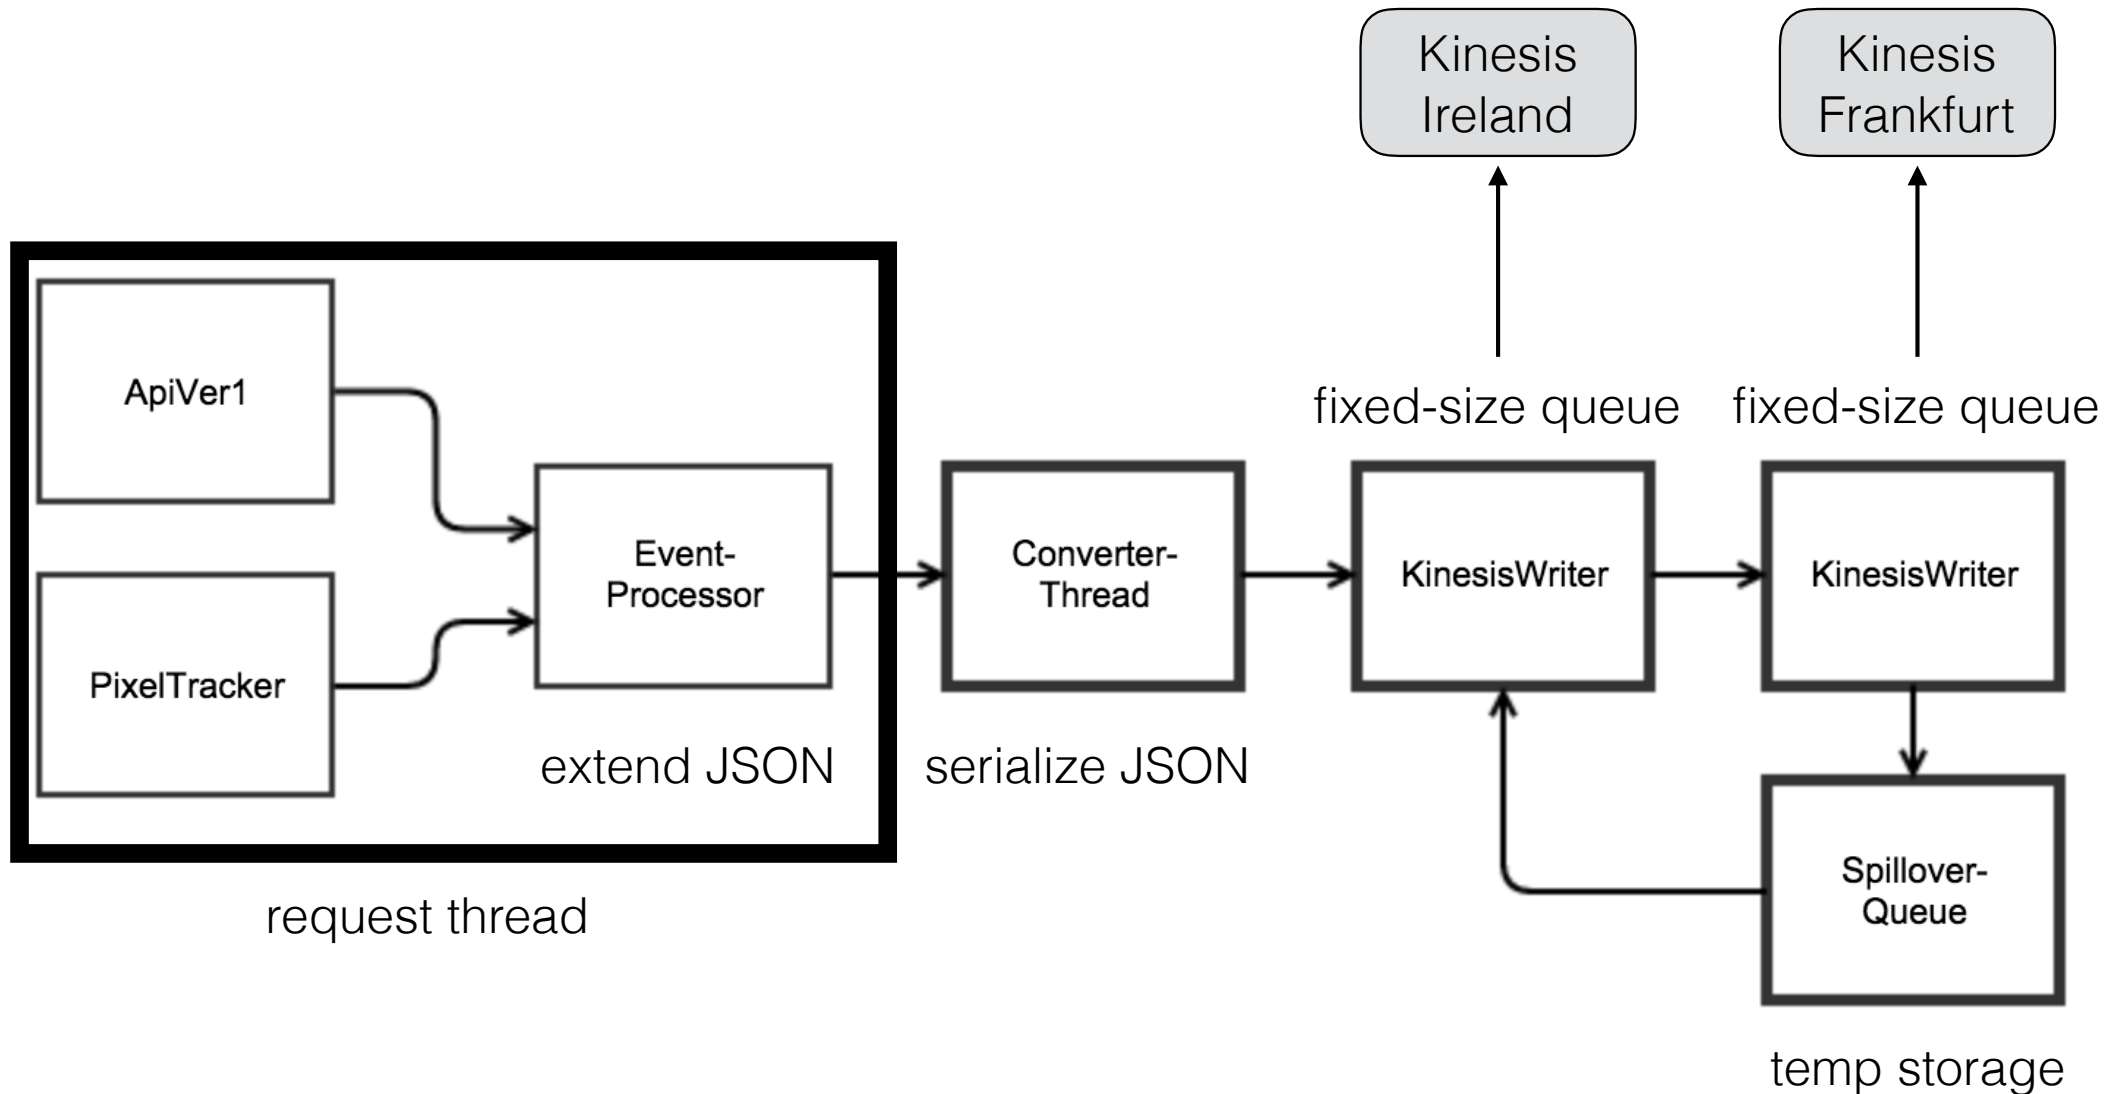 Kinesis
Ireland
Kinesis
Frankfurt
fixed-size queue
fixed-size queue
ApiVer1
PixelTracker
Event-
Processor
extend JSON
request thread
Converter-
Thread
serialize JSON
KinesisWriter
KinesisWriter
Spillover-
Queue
temp storage